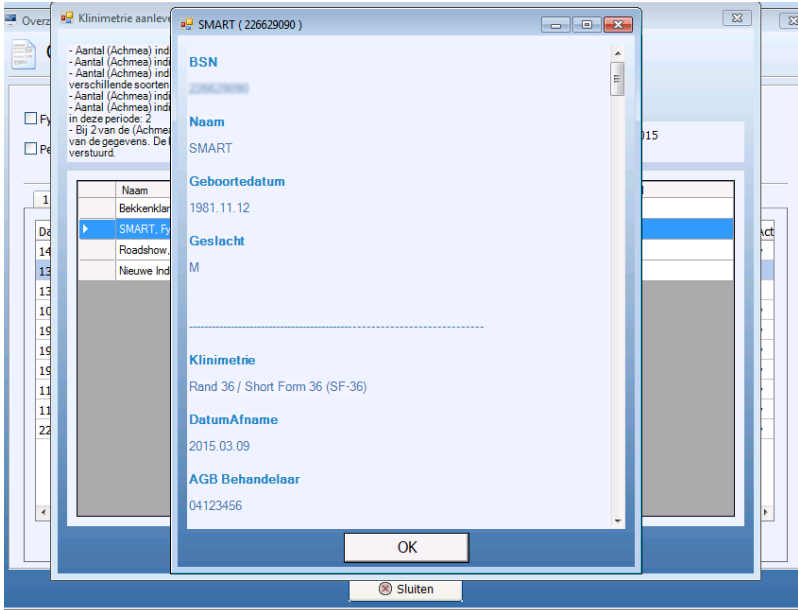 Overz
Klinimetrie aanleve
SMART ( 226629090 )
- Aantal (Achmea) indi
- Aantal (Achmea) indi
- Aantal (Achmea) ind
verschillende soorten
- Aantal (Achmea) ind
- Aantal (Achmea) indi
in deze periode: 2
- Bij 2 van de (Achmea
van de gegevens. De
verstuurd.
Fy
Pe
015
1
Naam
Bekkenklan
SMART, Fy
Roadshow,
Nieuwe Ind
Da
Act
14
13
13
10
19
19
19
11
11
22
BSN
Naam
SMART
Geboortedatum
1981.11.12
Geslacht
M
------------------------------------------------------------------------
Klinimetrie
Rand 36 / Short Form 36 (SF-36)
DatumAfname
2015.03.09
AGB Behandelaar
04123456
OK
Sluiten